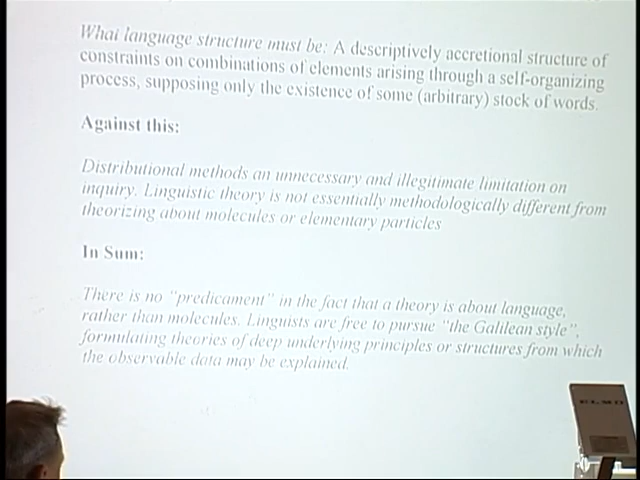 What language structure must be: A descriptively accretional structure of
constraints on combinations of elements arising through a self-organizing
process, supposing only the existence of some (arbitrary) stock of words.
Against this:
Distributional methods an unnecessary and illegitimate limitation on
inquiry. Linguistic theory is not essentially methodologically different from
theorizing about molecules or elementary particles
In Sum:
There is no "predicament" in the fact that a theory is about language,
rather than molecules. Linguists are free to pursue "the Galilean style",
formulating theories of deep underlying principles or structures from which
the observable data may be explained.
ELMO